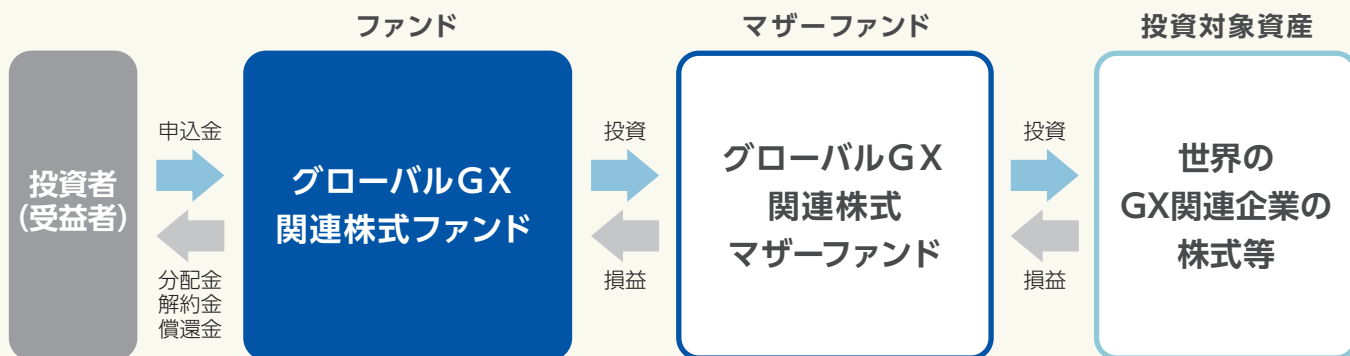 ファンド
マザーファンド
投資対象資産
投資者
(受益者)
申込金
分配金
解約金
償還金
グローバルGX
関連株式ファンド
投資
損益
グローバルGX
関連株式
マザーファンド
投資
損益
世界の
GX関連企業の
株式等